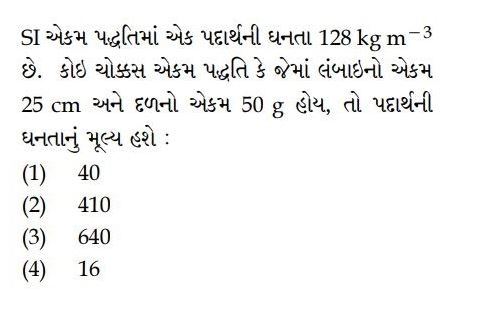 SI એકમ પદ્ધતિમાં એક પદાર્થની ઘનતા 128 kg m⁻³
છે. કોઇ ચોક્કસ એકમ પદ્ધતિ કે જેમાં લંબાઇનો એકમ
25 cm અને દળનો એકમ 50 g હોય, તો પદાર્થની
ઘનતાનું મૂલ્ય હશે :
(1) 40
(2) 410
(3) 640
(4) 16